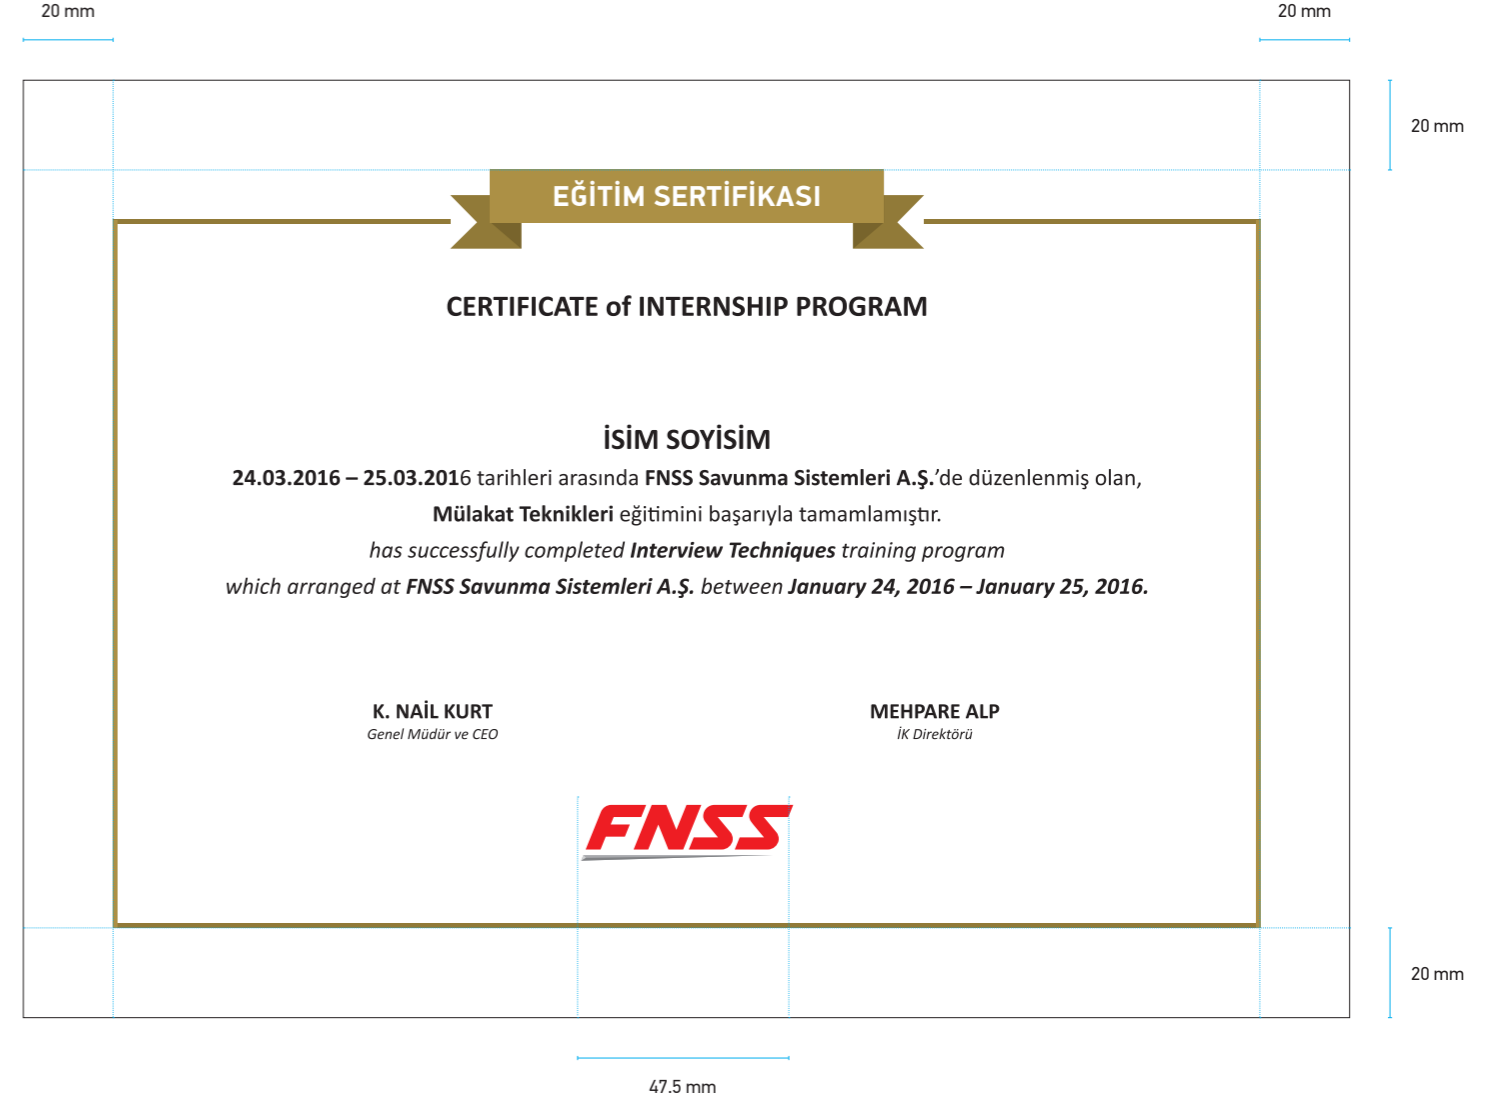 20 mm
20 mm
20 mm
EĞİTİM SERTİFİKASI
CERTIFICATE of INTERNSHIP PROGRAM
İSİM SOYİSİM
24.03.2016 – 25.03.2016 tarihleri arasında FNSS Savunma Sistemleri A.Ş.’de düzenlenmiş olan,
Mülakat Teknikleri eğitimini başarıyla tamamlamıştır.
has successfully completed Interview Techniques training program
which arranged at FNSS Savunma Sistemleri A.Ş. between January 24, 2016 – January 25, 2016.
K. NAİL KURT
Genel Müdür ve CEO
MEHPARE ALP
İK Direktörü
FNSS
20 mm
47.5 mm